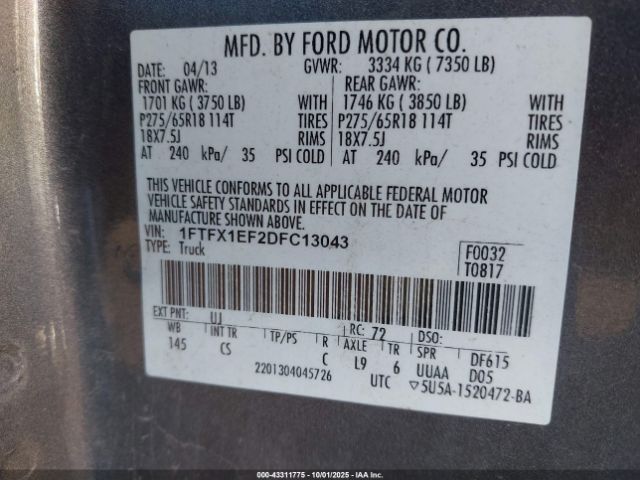 MFD. BY FORD MOTOR CO.
DATE: 04/13 GVWR: 3334 KG ( 7350 LB)
FRONT GAWR: REAR GAWR:
1701 KG ( 3750 LB) WITH 1746 KG ( 3850 LB) WITH
P275/65R18 114T TIRES P275/65R18 114T TIRES
18X7.5J RIMS 18X7.5J RIMS
AT 240 kPa/ 35 PSI COLD AT 240 kPa/ 35 PSI COLD
THIS VEHICLE CONFORMS TO ALL APPLICABLE FEDERAL MOTOR
VEHICLE SAFETY STANDARDS IN EFFECT ON THE DATE OF
MANUFACTURE SHOWN ABOVE.
VIN: 1FTFX1EF2DFC13043
TYPE: Truck
F0032
T0817
EXT PNT: UJ RC: 72 DSO:
WB INT TR TP/PS R AXLE TR SPR DF615
145 CS C L9 6 UUAA D05
2201304045726 UTC ▽5U5A-1520472-BA
000-43311775 - 10/01/2025 - Copyright © 2025 IAA, Inc.